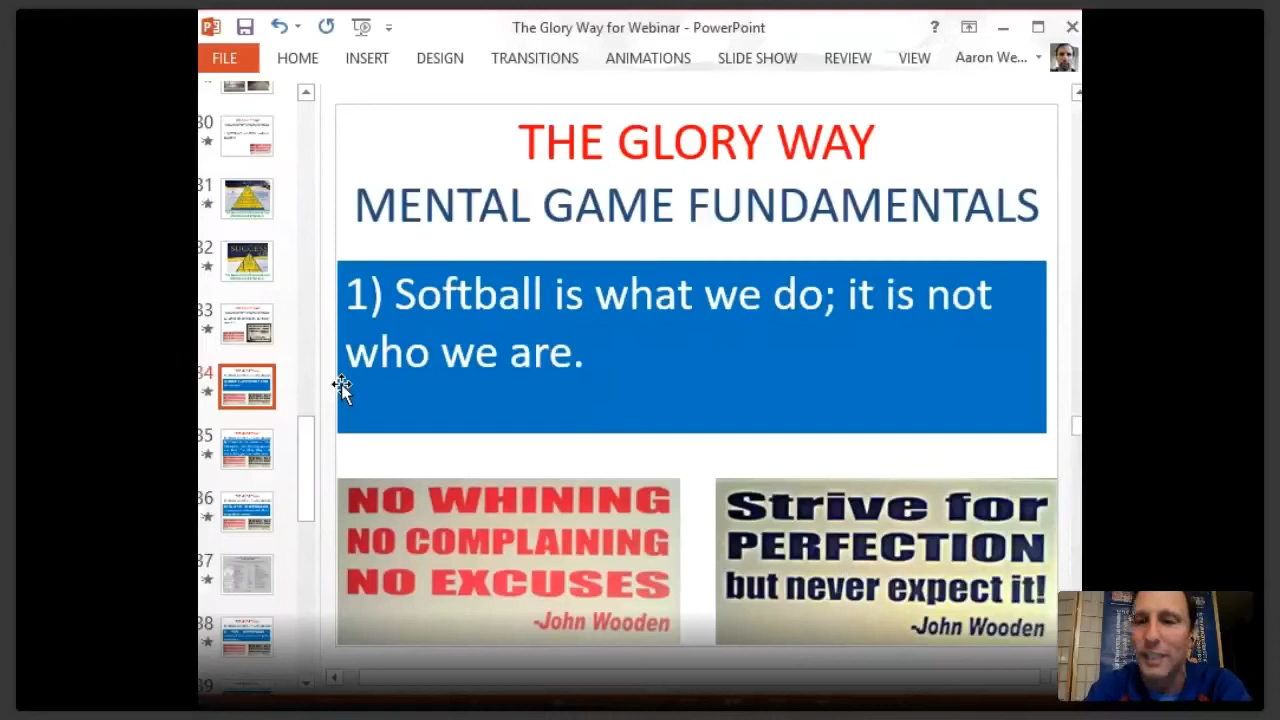 The Glory Way for Webinar - PowerPoint
?
FILE
HOME
INSERT
DESIGN
TRANSITIONS
ANIMATIONS
SLIDE SHOW
REVIEW
VIEW
Aaron We...
30
31
32
SUCCESS
33
34
35
36
37
38
39
THE GLORY WAY
MENTAL GAME FUNDAMENTALS
1) Softball is what we do; it is not
who we are.
NO WHINING
NO COMPLAINING
NO EXCUSES
-John Wooden
Strive for
PERFECTION
but never expect it!
-John Wooden